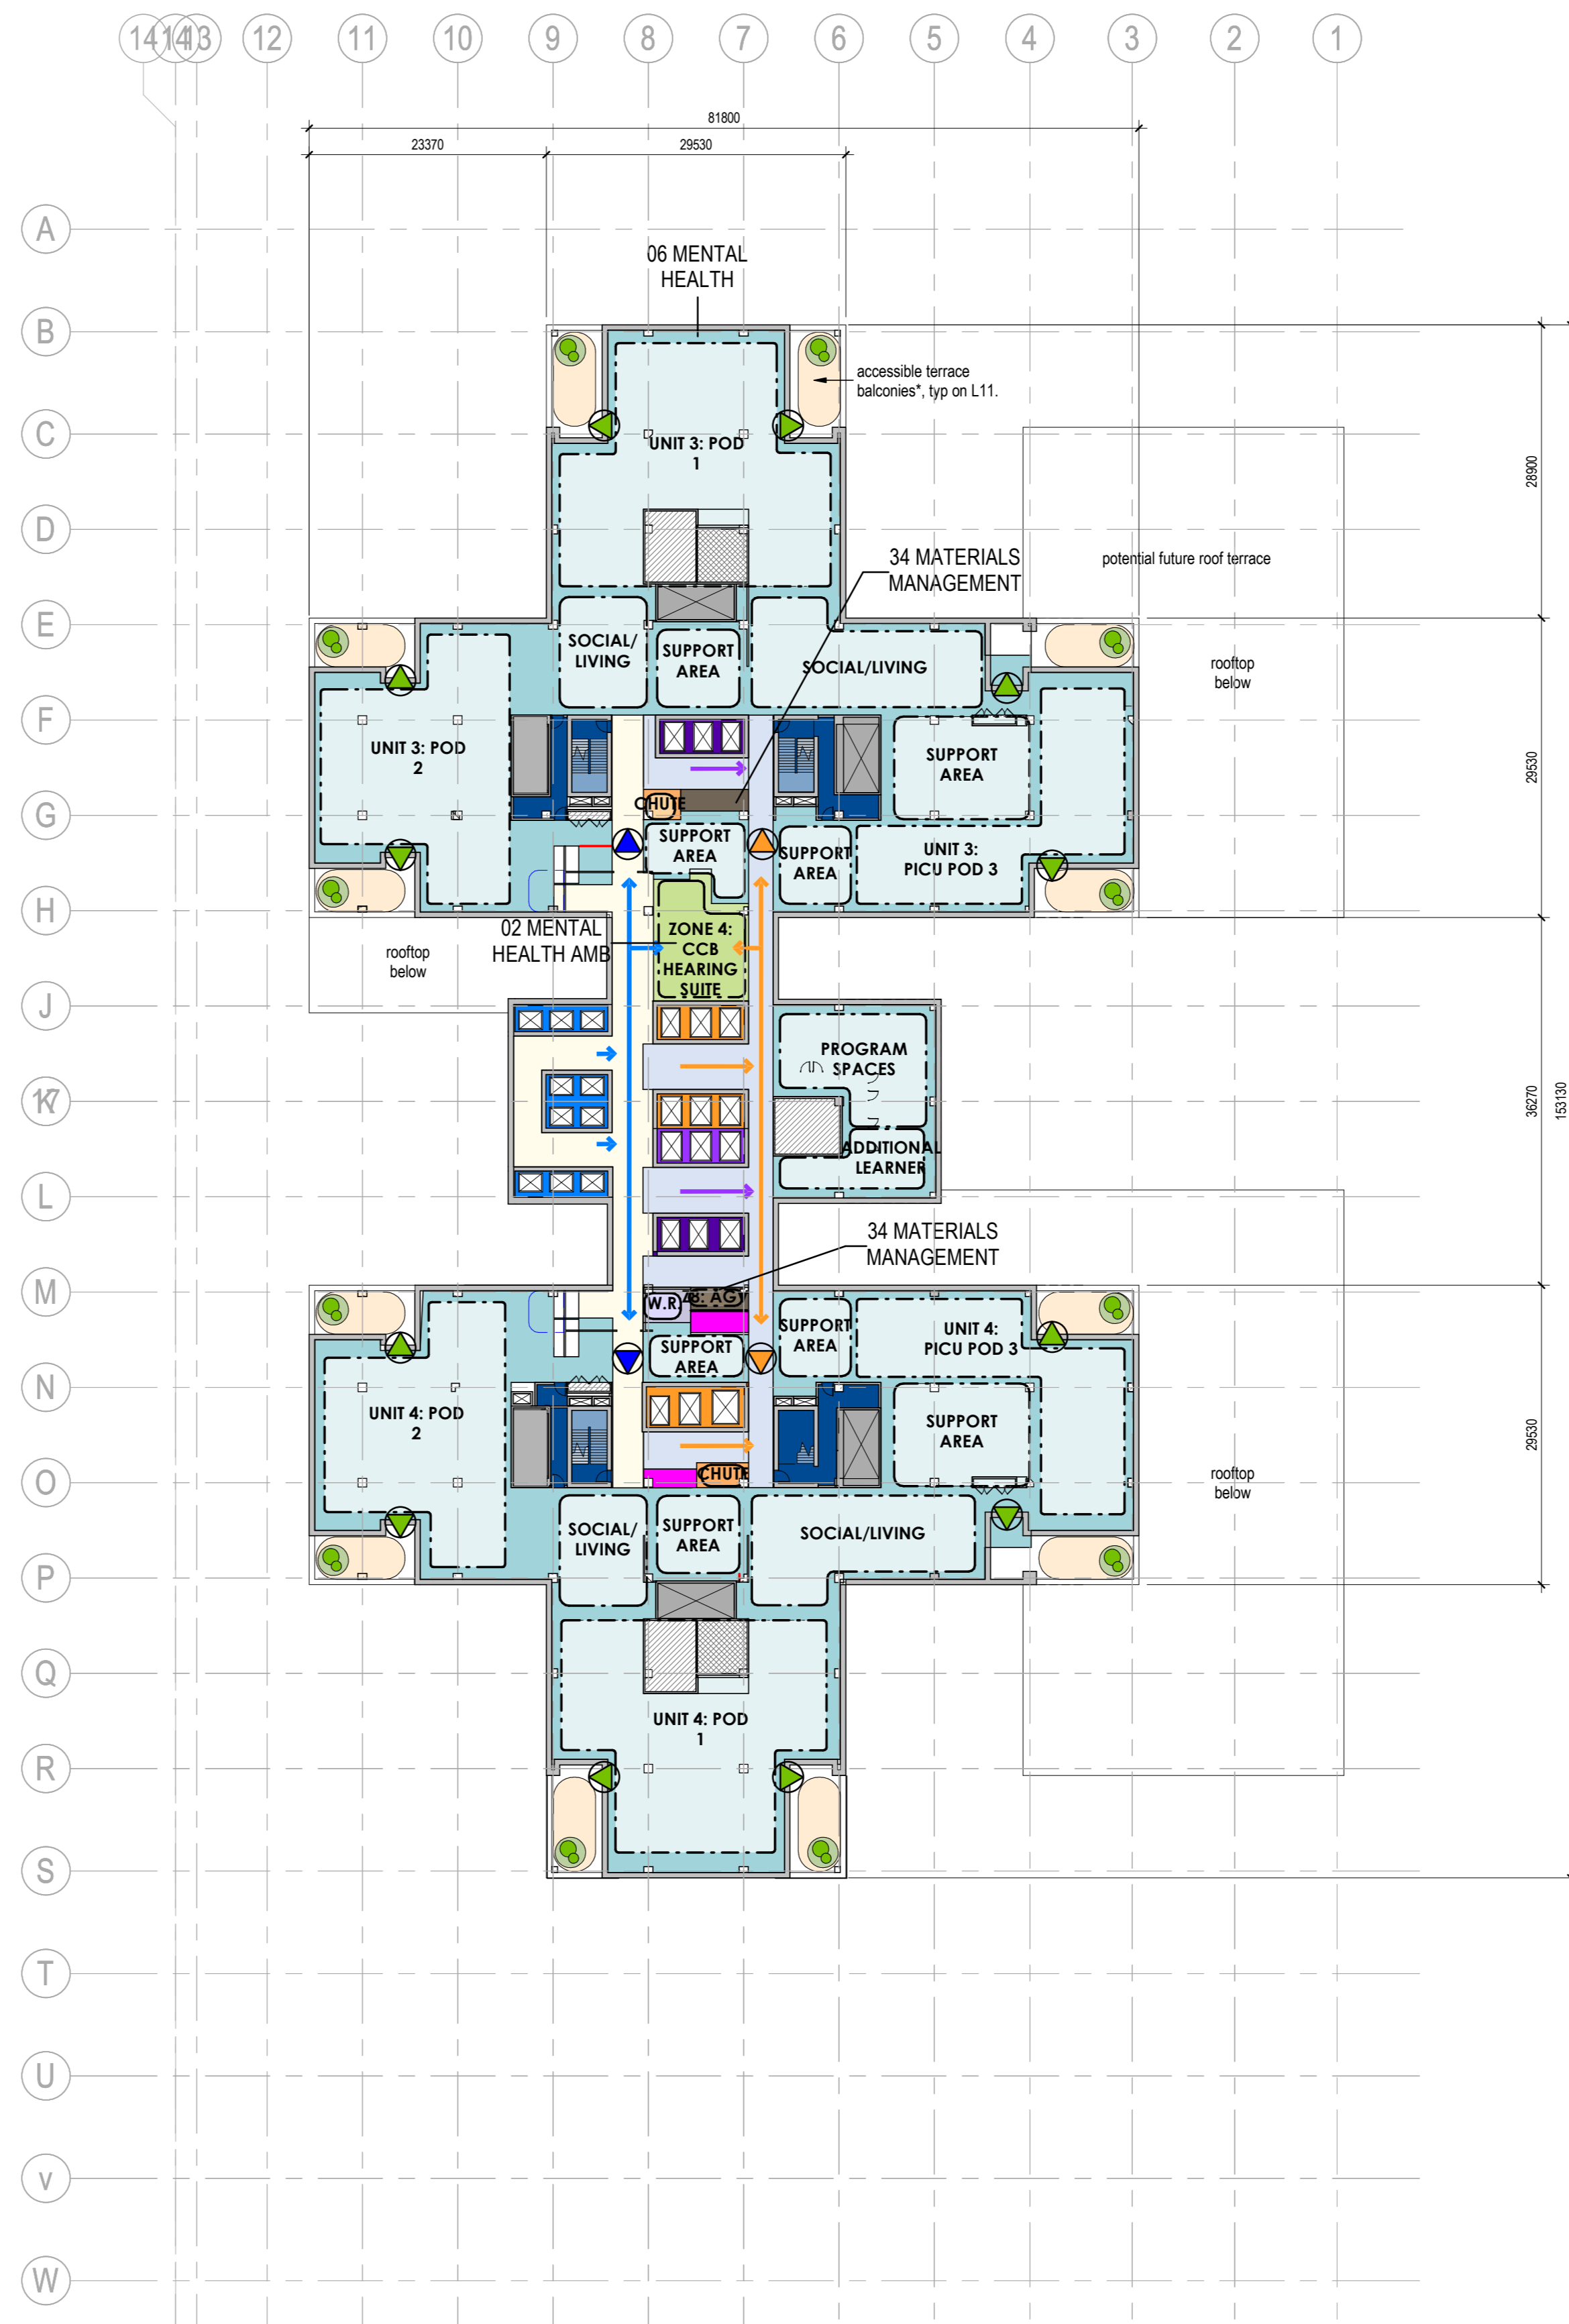 14
14
13
12
11
10
9
8
7
6
5
4
3
2
1
81800
23370
29530
A
06 MENTAL
HEALTH
B
accessible terrace
balconies*, typ on L11.
C
UNIT 3: POD
1
28900
D
34 MATERIALS
MANAGEMENT
potential future roof terrace
E
SOCIAL/
LIVING
SUPPORT
AREA
SOCIAL/LIVING
rooftop
below
F
UNIT 3: POD
2
SUPPORT
AREA
29530
CHUTE
G
SUPPORT
AREA
SUPPORT
AREA
UNIT 3:
PICU POD 3
H
02 MENTAL
HEALTH AMB
ZONE 4:
CCB
HEARING
SUITE
rooftop
below
J
PROGRAM
SPACES
17
K
36270
153130
ADDITIONAL
LEARNER
L
34 MATERIALS
MANAGEMENT
M
W.R.
48: AG
SUPPORT
AREA
SUPPORT
AREA
UNIT 4:
PICU POD 3
N
UNIT 4: POD
2
SUPPORT
AREA
29530
CHUTE
O
rooftop
below
SOCIAL/
LIVING
SUPPORT
AREA
SOCIAL/LIVING
P
Q
UNIT 4: POD
1
R
S
T
U
v
W